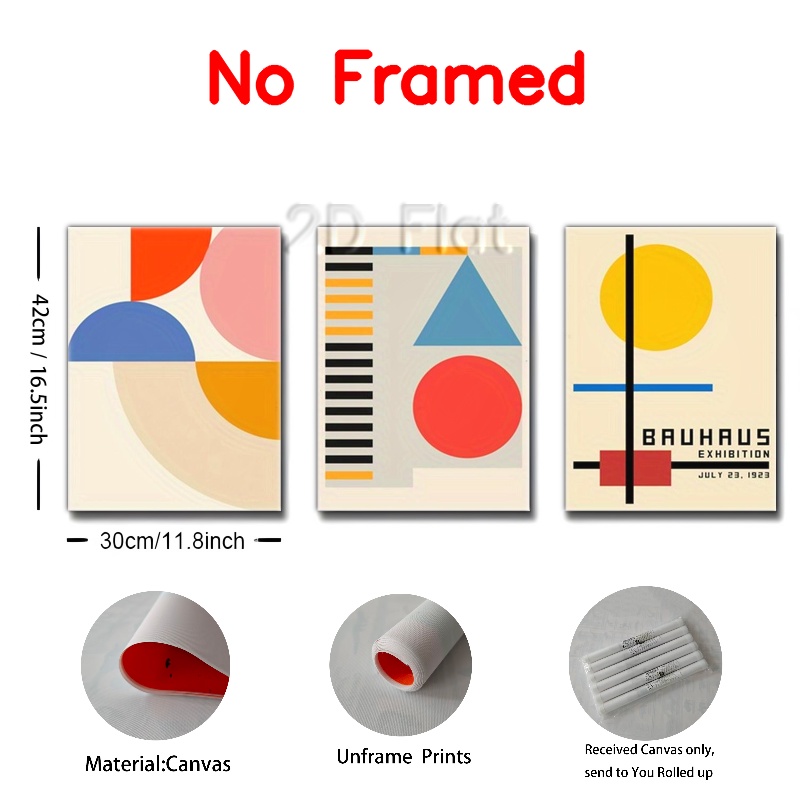 No Framed
2D Flat
42cm / 16.5inch
BAUHAUS
EXHIBITION
JULY 23, 1923
30cm/11.8inch
Material:Canvas
Unframe Prints
Received Canvas only,
send to You Rolled up